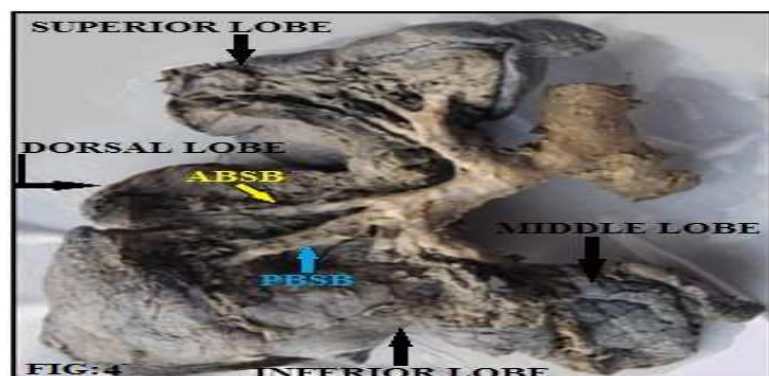 SUPERIOR LOBE
DORSAL LOBE
ABSB
MIDDLE LOBE
PBSB
FIG:4
INFERIOR LOBE